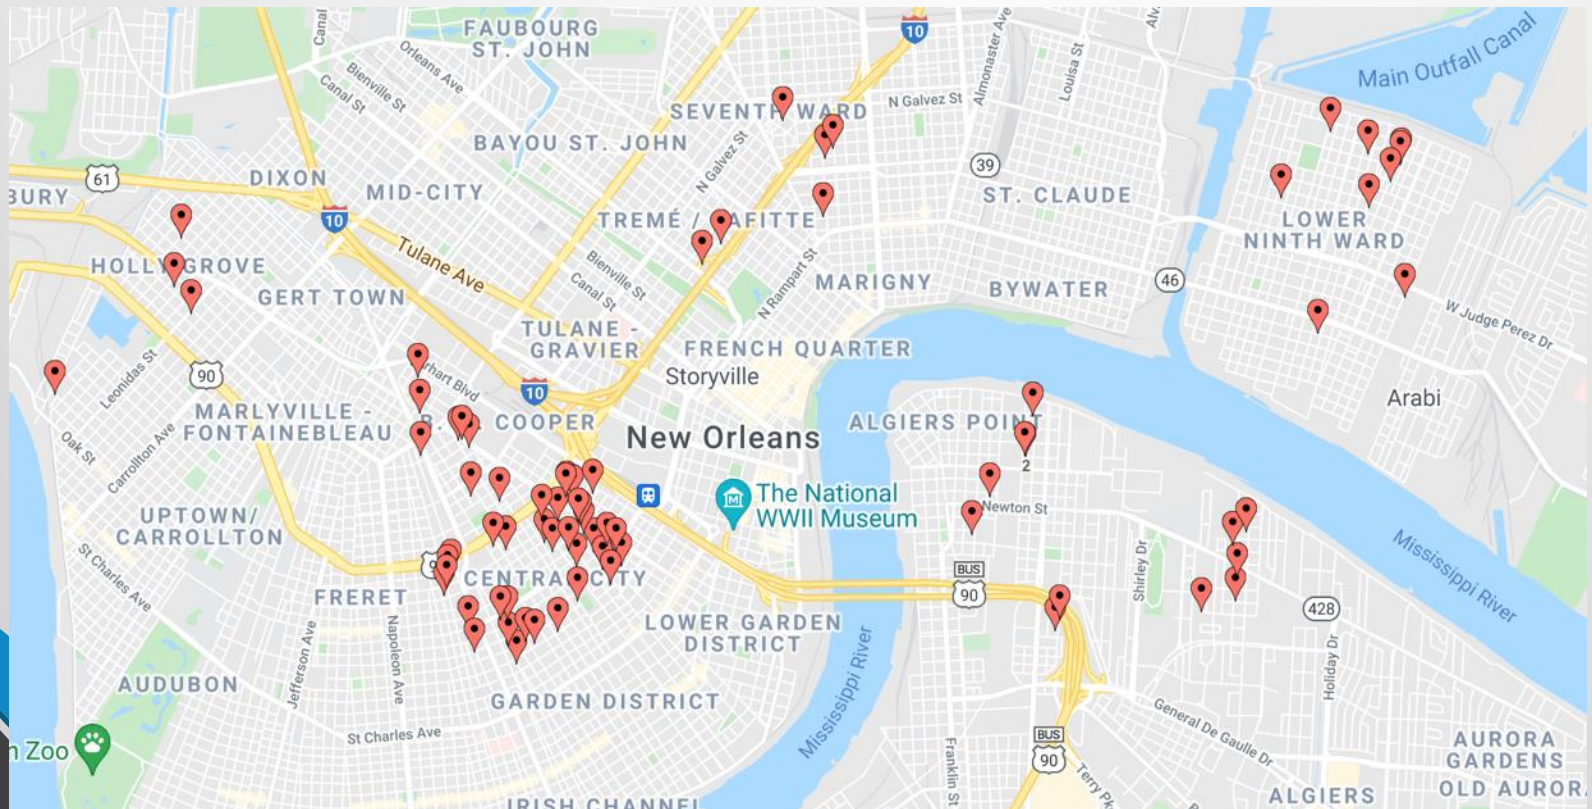 FAUBOURG
ST. JOHN
Canal
Orleans Ave
Bienville St
Canal St
10
Almonaster Ave
Louisa St
Main Outfall Canal
SEVENTH WARD
N Galvez St
BAYOU ST. JOHN
N Galvez St
39
61
DIXON
MID-CITY
ST. CLAUDE
BURY
10
TREMÉ / LAFITTE
LOWER
NINTH WARD
Tulane Ave
HOLLYGROVE
GERT TOWN
Bienville St
Canal St
N Rampart St
MARIGNY
BYWATER
46
W Judge Perez Dr
TULANE -
GRAVIER
FRENCH QUARTER
Storyville
Leonidas St
90
10
Arabi
MARLYVILLE -
FONTAINEBLEAU
COOPER
ALGIERS POINT
New Orleans
Oak St
Carrollton Ave
2
The National
WWII Museum
Newton St
UPTOWN/
CARROLLTON
St Charles Ave
Shirley Dr
Mississippi River
BUS
90
CENTRAL CITY
FRERET
428
LOWER GARDEN
DISTRICT
Jefferson Ave
Napoleon Ave
Mississippi River
Holiday Dr
AUDUBON
GARDEN DISTRICT
St Charles Ave
General De Gaulle Dr
n Zoo
BUS
90
Franklin St
Terry
AURORA
GARDENS
OLD AUROR
ALGIERS
IRISH CHANNEL